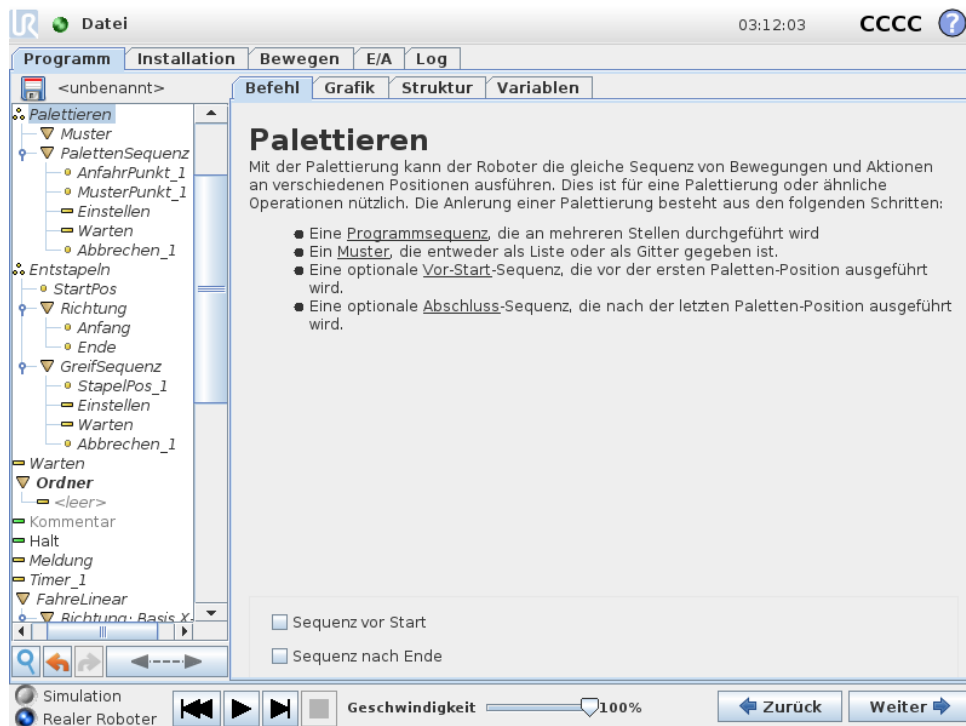 UR Datei 03:12:03 CCCC ?
Programm Installation Bewegen E/A Log
<unbenannt>
Befehl Grafik Struktur Variablen
Palettieren
Muster
PalettenSequenz
AnfahrPunkt_1
MusterPunkt_1
Einstellen
Warten
Abbrechen_1
Entstapeln
StartPos
Richtung
Anfang
Ende
GreifSequenz
StapelPos_1
Einstellen
Warten
Abbrechen_1
Warten
Ordner
<leer>
Kommentar
Halt
Meldung
Timer_1
FahreLinear
Richtung: Basis X-
Palettieren
Mit der Palettierung kann der Roboter die gleiche Sequenz von Bewegungen und Aktionen
an verschiedenen Positionen ausführen. Dies ist für eine Palettierung oder ähnliche
Operationen nützlich. Die Anlerung einer Palettierung besteht aus den folgenden Schritten:
Eine Programmsequenz, die an mehreren Stellen durchgeführt wird
Ein Muster, die entweder als Liste oder als Gitter gegeben ist.
Eine optionale Vor-Start-Sequenz, die vor der ersten Paletten-Position ausgeführt
wird.
Eine optionale Abschluss-Sequenz, die nach der letzten Paletten-Position ausgeführt
wird.
Sequenz vor Start
Sequenz nach Ende
Simulation
Realer Roboter
Geschwindigkeit 100%
Zurück Weiter